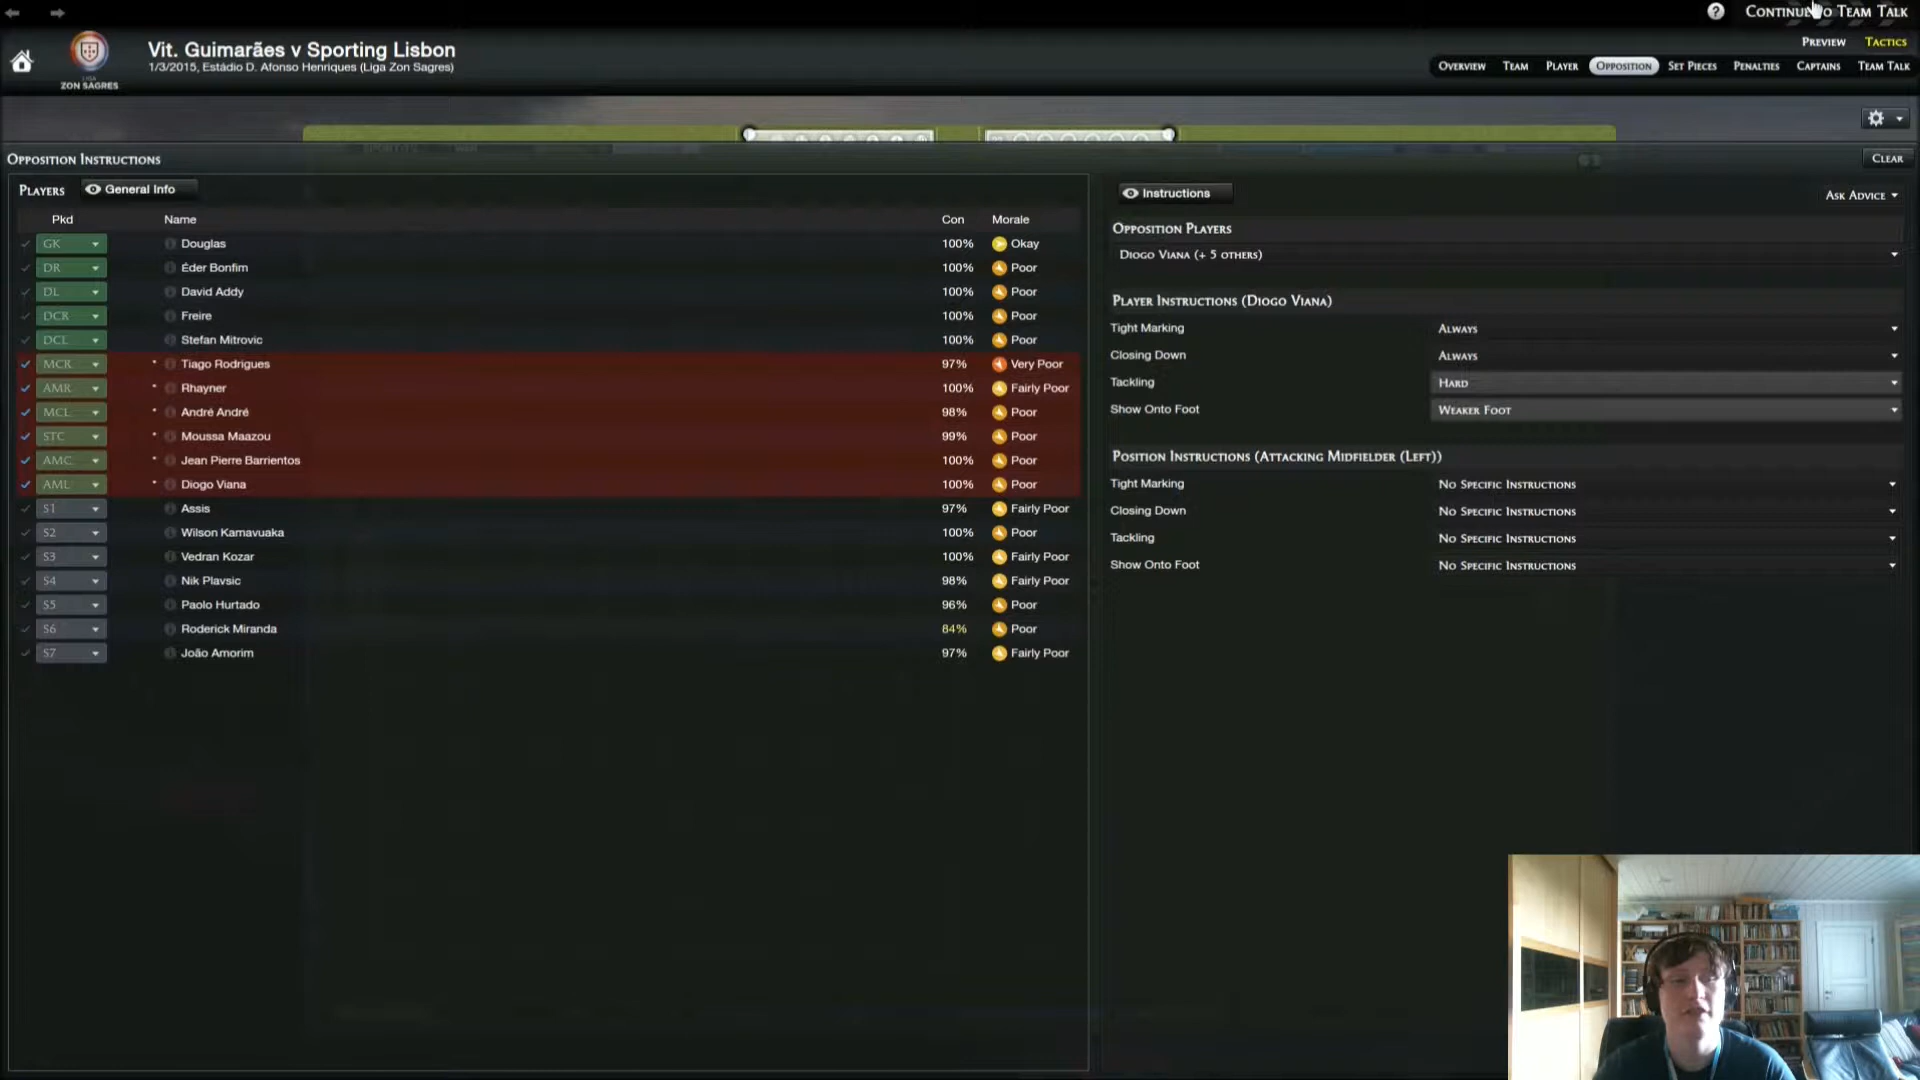 CONTINUE TO TEAM TALK
Vit. Guimarães v Sporting Lisbon
1/3/2015, Estádio D. Afonso Henriques (Liga Zon Sagres)
LIGA
ZON SAGRES
PREVIEW TACTICS
OVERVIEW TEAM PLAYER OPPOSITION SET PIECES PENALTIES CAPTAINS TEAM TALK
OPPOSITION INSTRUCTIONS
CLEAR
PLAYERS General Info
Pkd Name Con Morale
GK Douglas 100% Okay
DR Éder Bonfim 100% Poor
DL David Addy 100% Poor
DCR Freire 100% Poor
DCL Stefan Mitrovic 100% Poor
MCR Tiago Rodrigues 97% Very Poor
AMR Rhayner 100% Fairly Poor
MCL André André 98% Poor
STC Moussa Maazou 99% Poor
AMC Jean Pierre Barrientos 100% Poor
AML Diogo Viana 100% Poor
S1 Assis 97% Fairly Poor
S2 Wilson Kamavuaka 100% Poor
S3 Vedran Kozar 100% Fairly Poor
S4 Nik Plavsic 98% Fairly Poor
S5 Paolo Hurtado 96% Poor
S6 Roderick Miranda 84% Poor
S7 João Amorim 97% Fairly Poor
Instructions
ASK ADVICE
OPPOSITION PLAYERS
DIOGO VIANA (+ 5 OTHERS)
PLAYER INSTRUCTIONS (DIOGO VIANA)
Tight Marking ALWAYS
Closing Down ALWAYS
Tackling HARD
Show Onto Foot WEAKER FOOT
POSITION INSTRUCTIONS (ATTACKING MIDFIELDER (LEFT))
Tight Marking NO SPECIFIC INSTRUCTIONS
Closing Down NO SPECIFIC INSTRUCTIONS
Tackling NO SPECIFIC INSTRUCTIONS
Show Onto Foot NO SPECIFIC INSTRUCTIONS